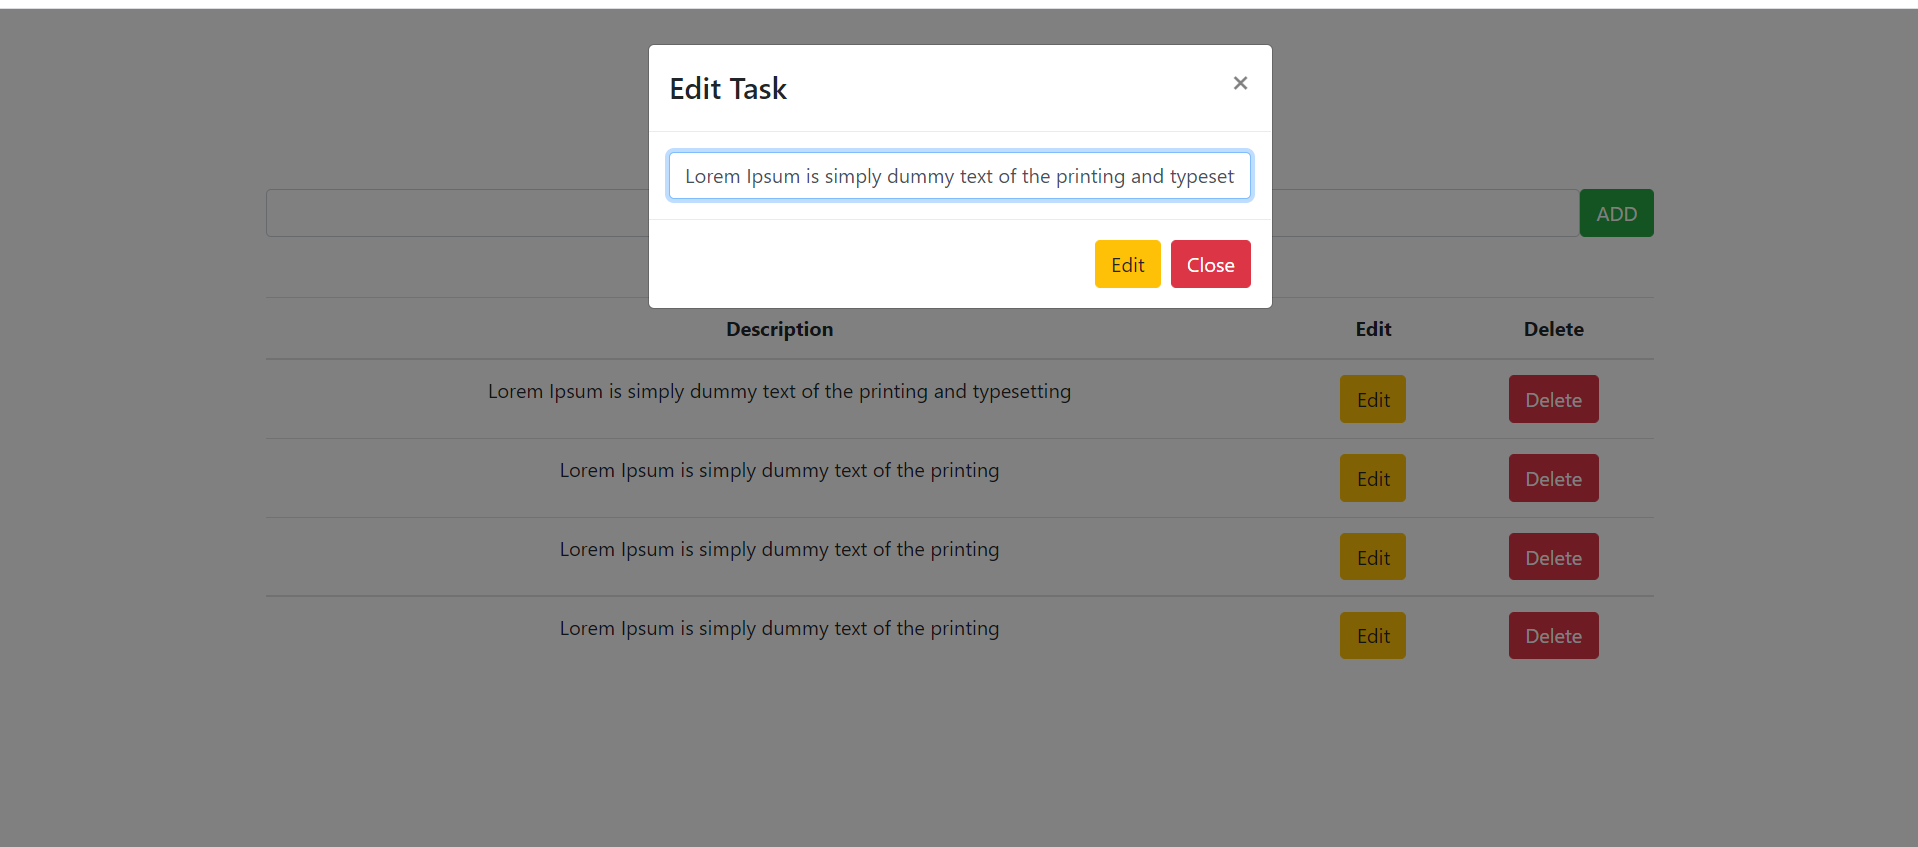 Edit Task ×
Lorem Ipsum is simply dummy text of the printing and typeset
ADD
Edit Close
Description Edit Delete
Lorem Ipsum is simply dummy text of the printing and typesetting Edit Delete
Lorem Ipsum is simply dummy text of the printing Edit Delete
Lorem Ipsum is simply dummy text of the printing Edit Delete
Lorem Ipsum is simply dummy text of the printing Edit Delete